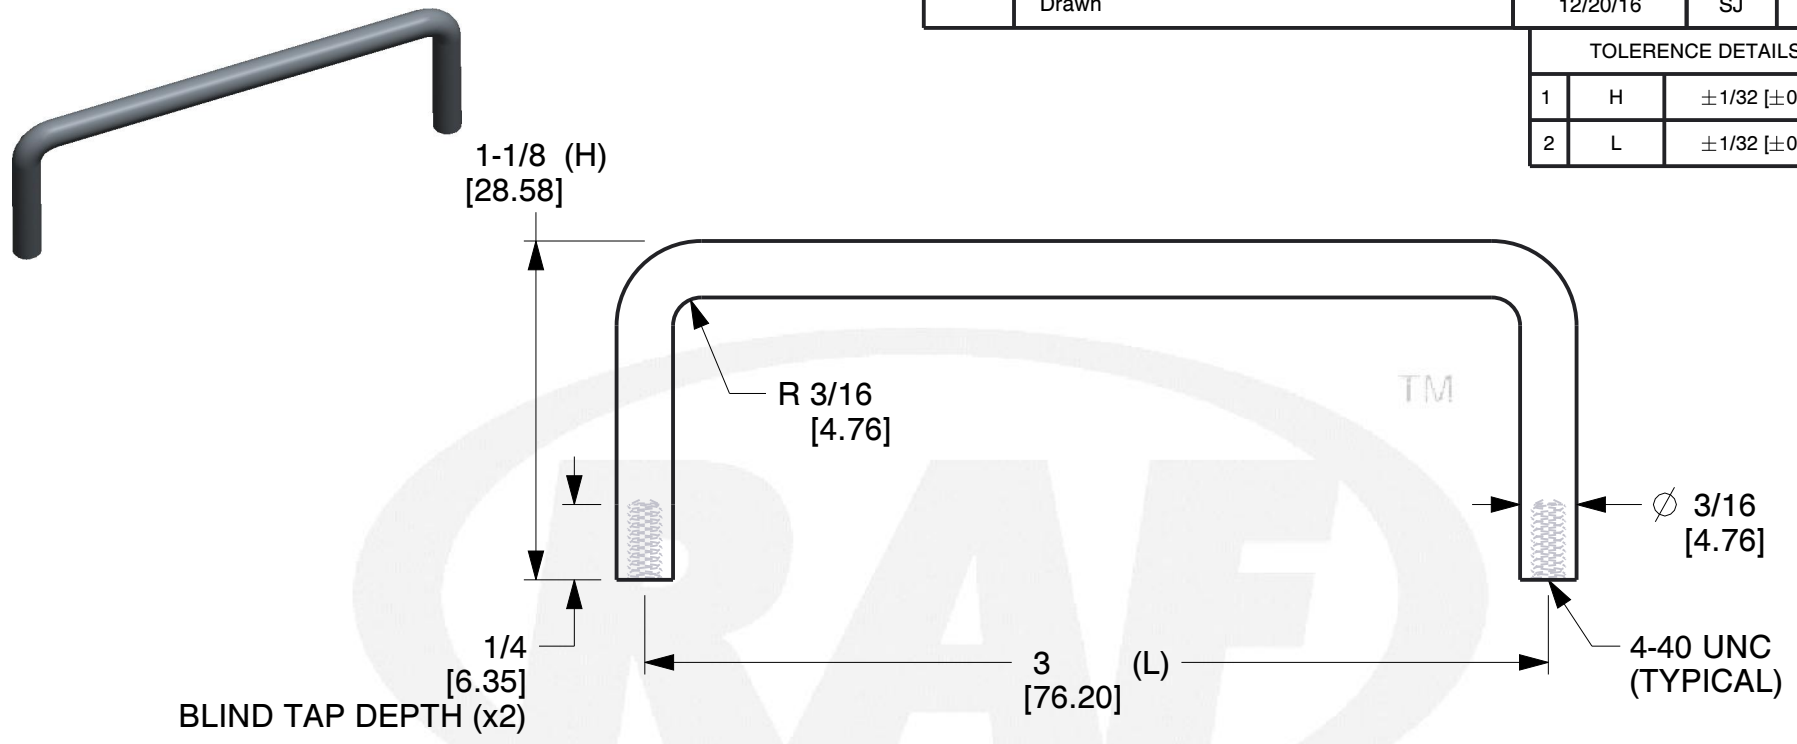 Drawn 12/20/16 SJ
TOLERENCE DETAILS
1 H ±1/32 [±0
2 L ±1/32 [±0
1-1/8 (H)
[28.58]
R 3/16
[4.76]
TM
Ø 3/16
[4.76]
1/4
[6.35]
BLIND TAP DEPTH (x2)
3 (L)
[76.20]
4-40 UNC
(TYPICAL)
RAF